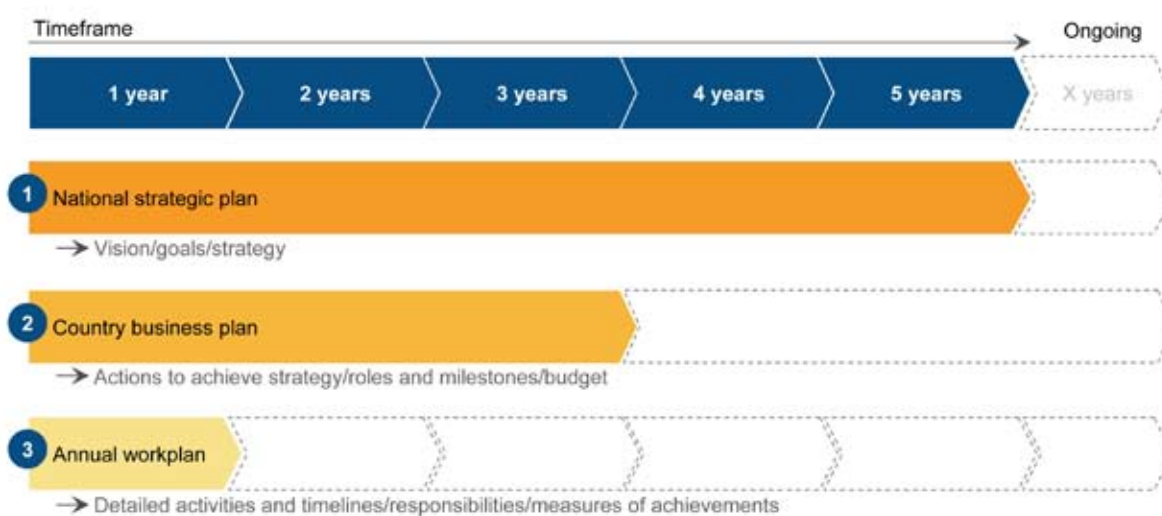 Timeframe
Ongoing
1 year
2 years
3 years
4 years
5 years
X years
1
National strategic plan
Vision/goals/strategy
2
Country business plan
Actions to achieve strategy/roles and milestones/budget
3
Annual workplan
Detailed activities and timelines/responsibilities/measures of achievements